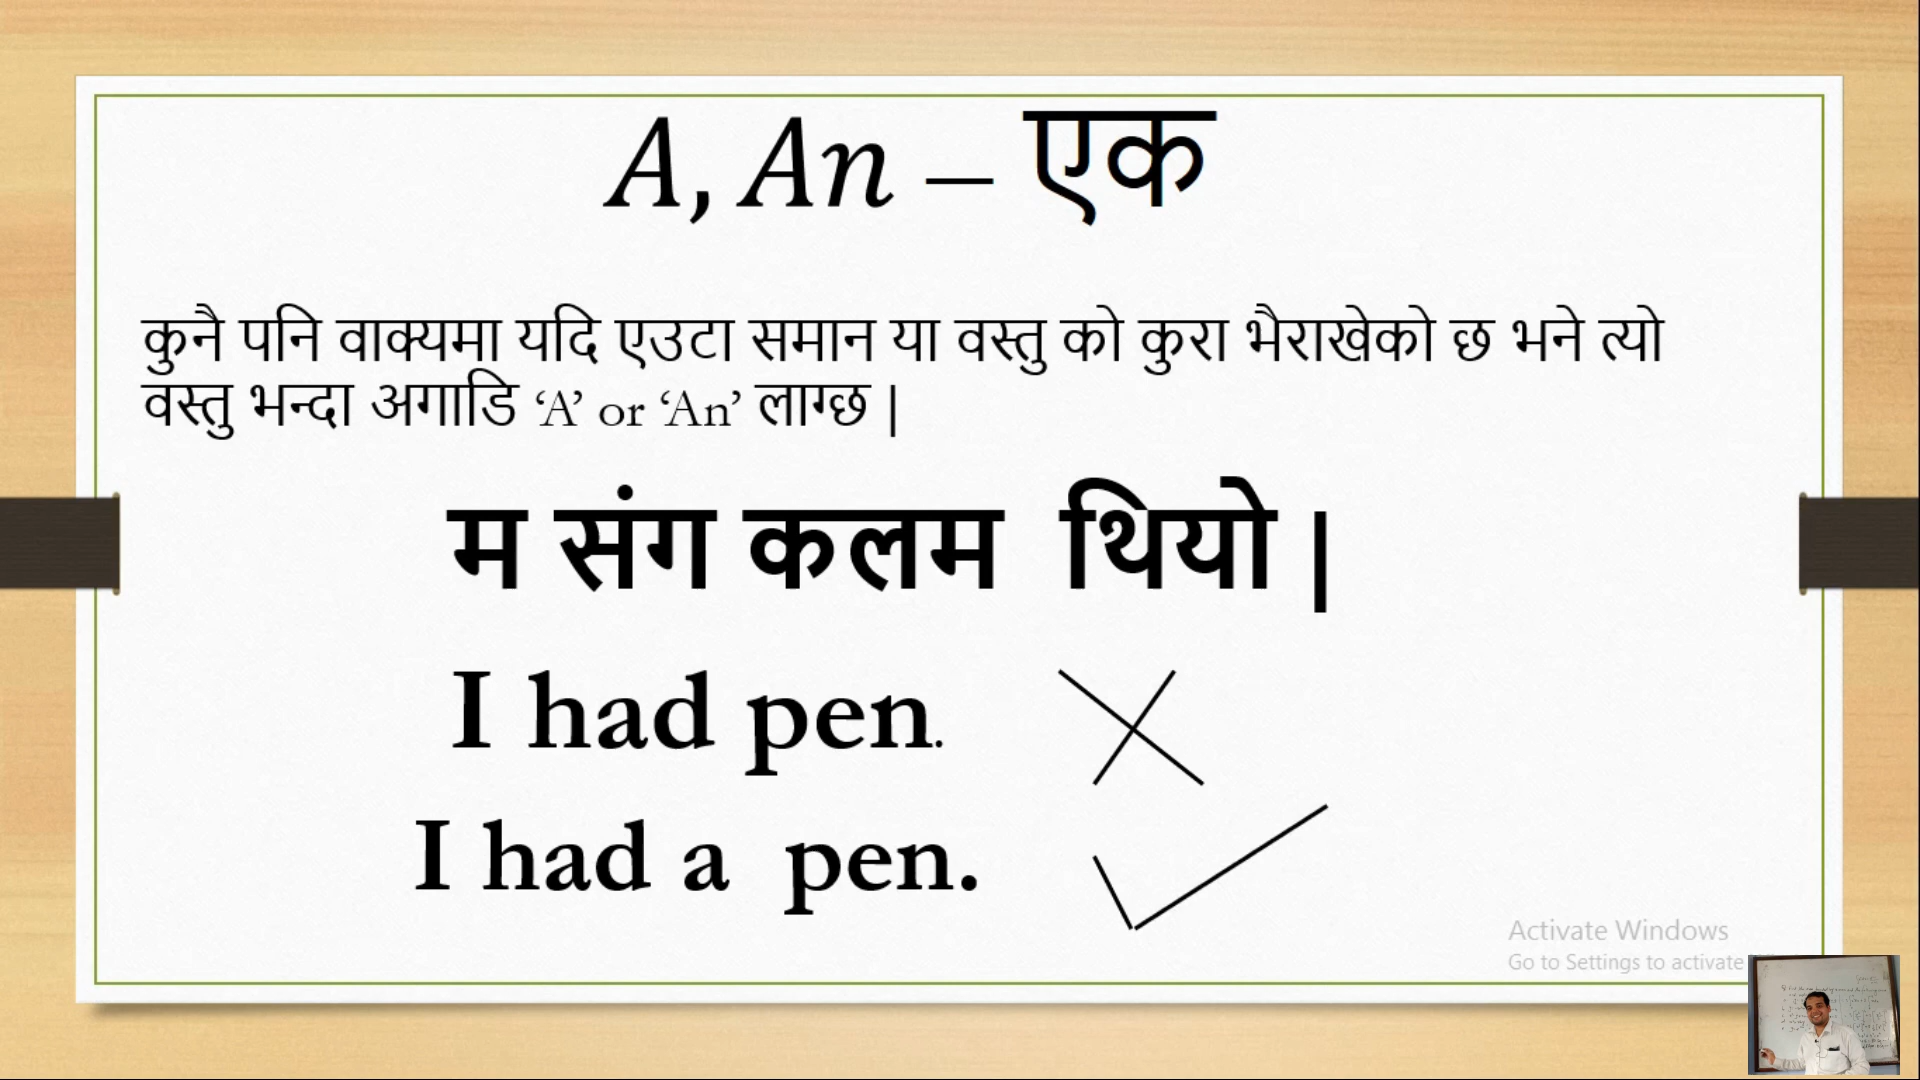 A, An – एक
कुनै पनि वाक्यमा यदि एउटा समान या वस्तु को कुरा भैराखेको छ भने त्यो
वस्तु भन्दा अगाडि ‘A’ or ‘An’ लाग्छ |
म संग कलम थियो |
I had pen.
I had a pen.
Activate Windows
Go to Settings to activate